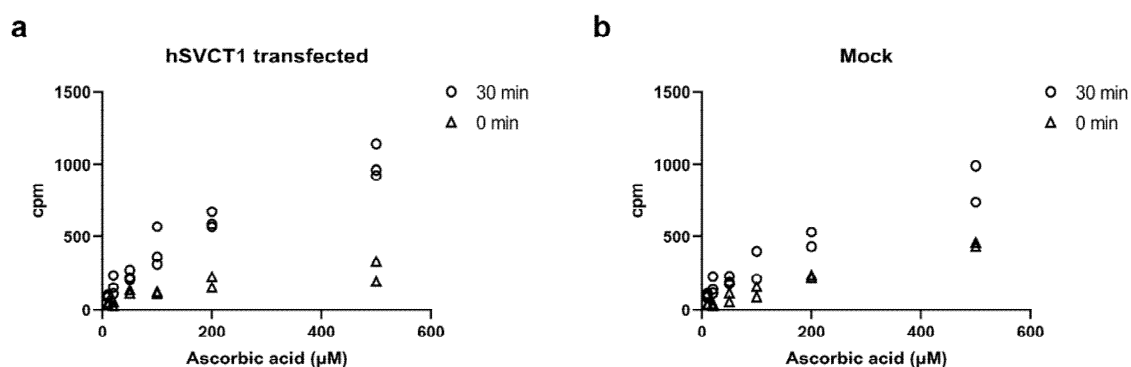 a
hSVCT1 transfected
1500
1000
500
0
cpm
0
200
400
600
Ascorbic acid (µM)
30 min
0 min
b
Mock
1500
1000
500
0
cpm
0
200
400
600
Ascorbic acid (µM)
30 min
0 min